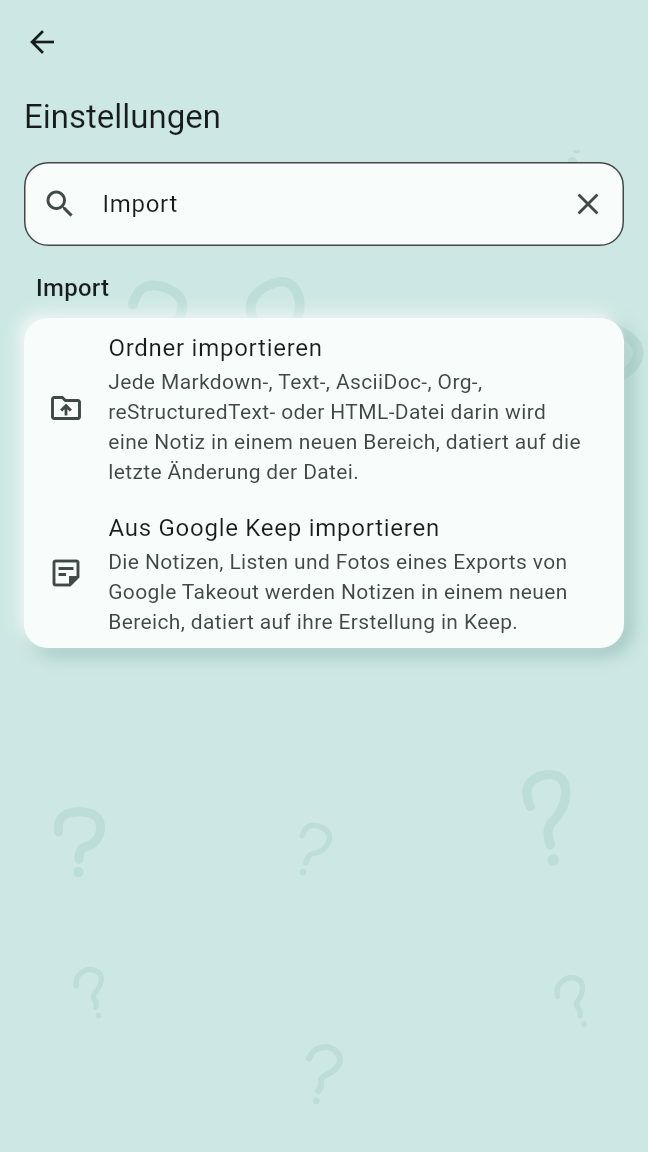 Einstellungen
Import
Import
Ordner importieren
Jede Markdown-, Text-, AsciiDoc-, Org-,
reStructuredText- oder HTML-Datei darin wird
eine Notiz in einem neuen Bereich, datiert auf die
letzte Änderung der Datei.
Aus Google Keep importieren
Die Notizen, Listen und Fotos eines Exports von
Google Takeout werden Notizen in einem neuen
Bereich, datiert auf ihre Erstellung in Keep.